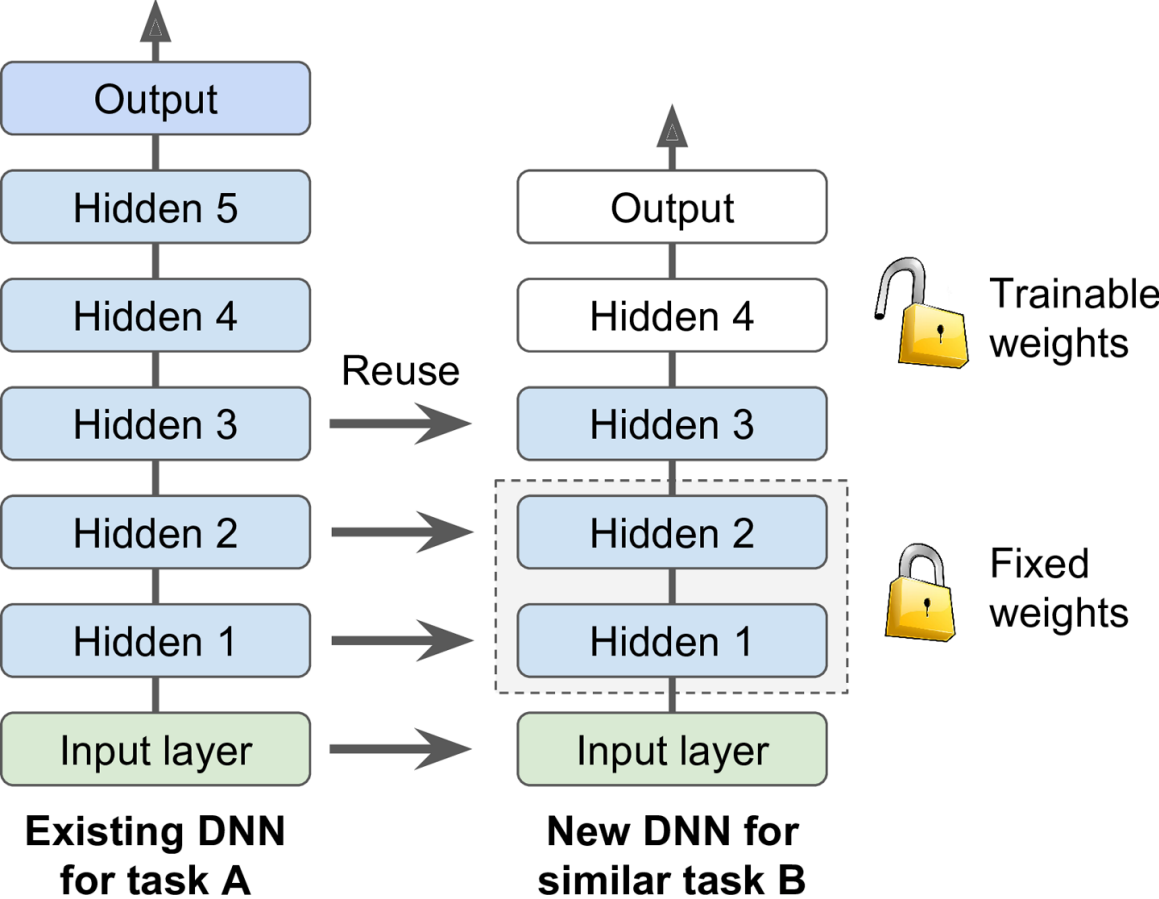 Output
Hidden 5
Hidden 4
Hidden 3
Hidden 2
Hidden 1
Input layer
Existing DNN
for task A
Reuse
Output
Hidden 4
Hidden 3
Hidden 2
Hidden 1
Input layer
New DNN for
similar task B
Trainable
weights
Fixed
weights